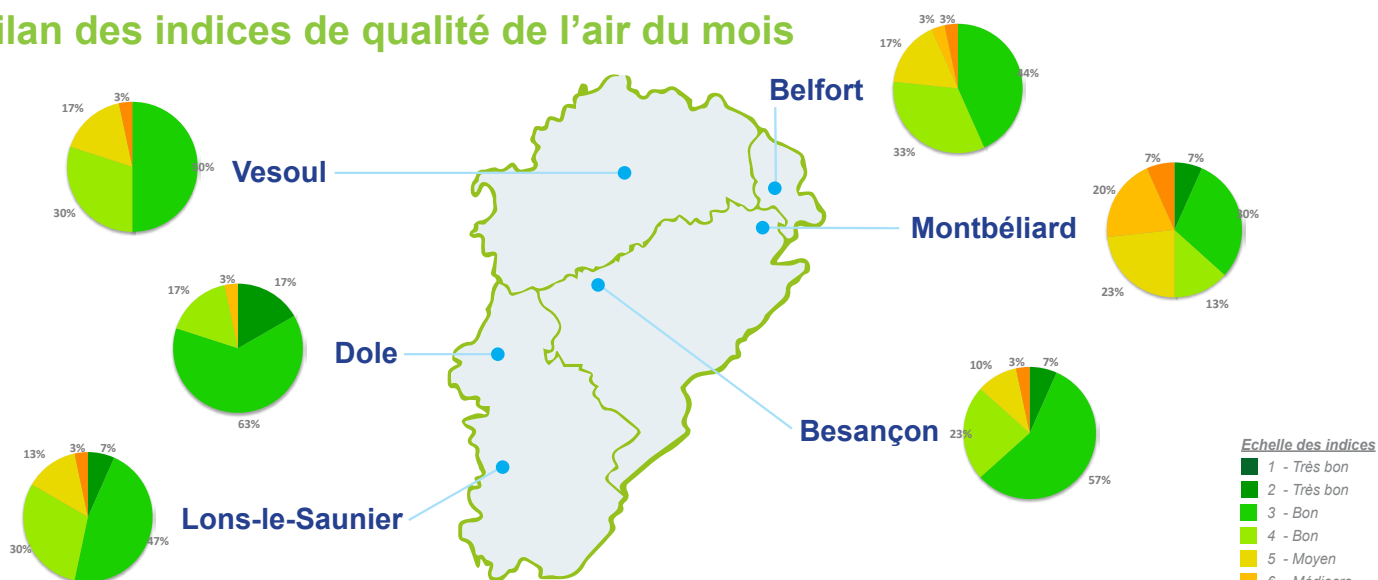 ilan des indices de qualité de l'air du mois
3% 3%
17%
44%
33%
Belfort
17%
3%
30%
Vesoul
7%
7%
20%
30%
23%
13%
Montbéliard
3%
17%
17%
63%
Dole
10%
3%
7%
23%
57%
Besançon
13%
3%
7%
30%
47%
Lons-le-Saunier
Echelle des indices
1 - Très bon
2 - Très bon
3 - Bon
4 - Bon
5 - Moyen
6 - Médiocre